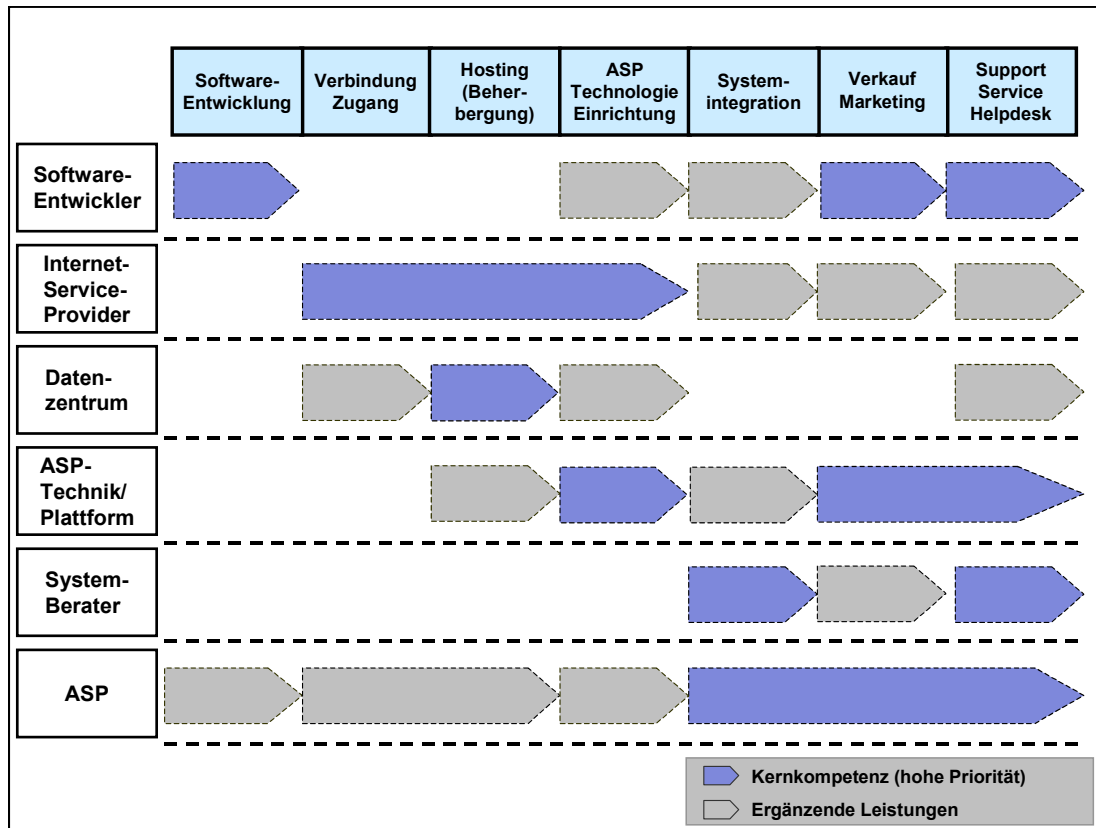 Software-
Entwicklung
Verbindung
Zugang
Hosting
(Beher-
bergung)
ASP
Technologie
Einrichtung
System-
integration
Verkauf
Marketing
Support
Service
Helpdesk
Software-
Entwickler
Internet-
Service-
Provider
Daten-
zentrum
ASP-
Technik/
Plattform
System-
Berater
ASP
Kernkompetenz (hohe Priorität)
Ergänzende Leistungen